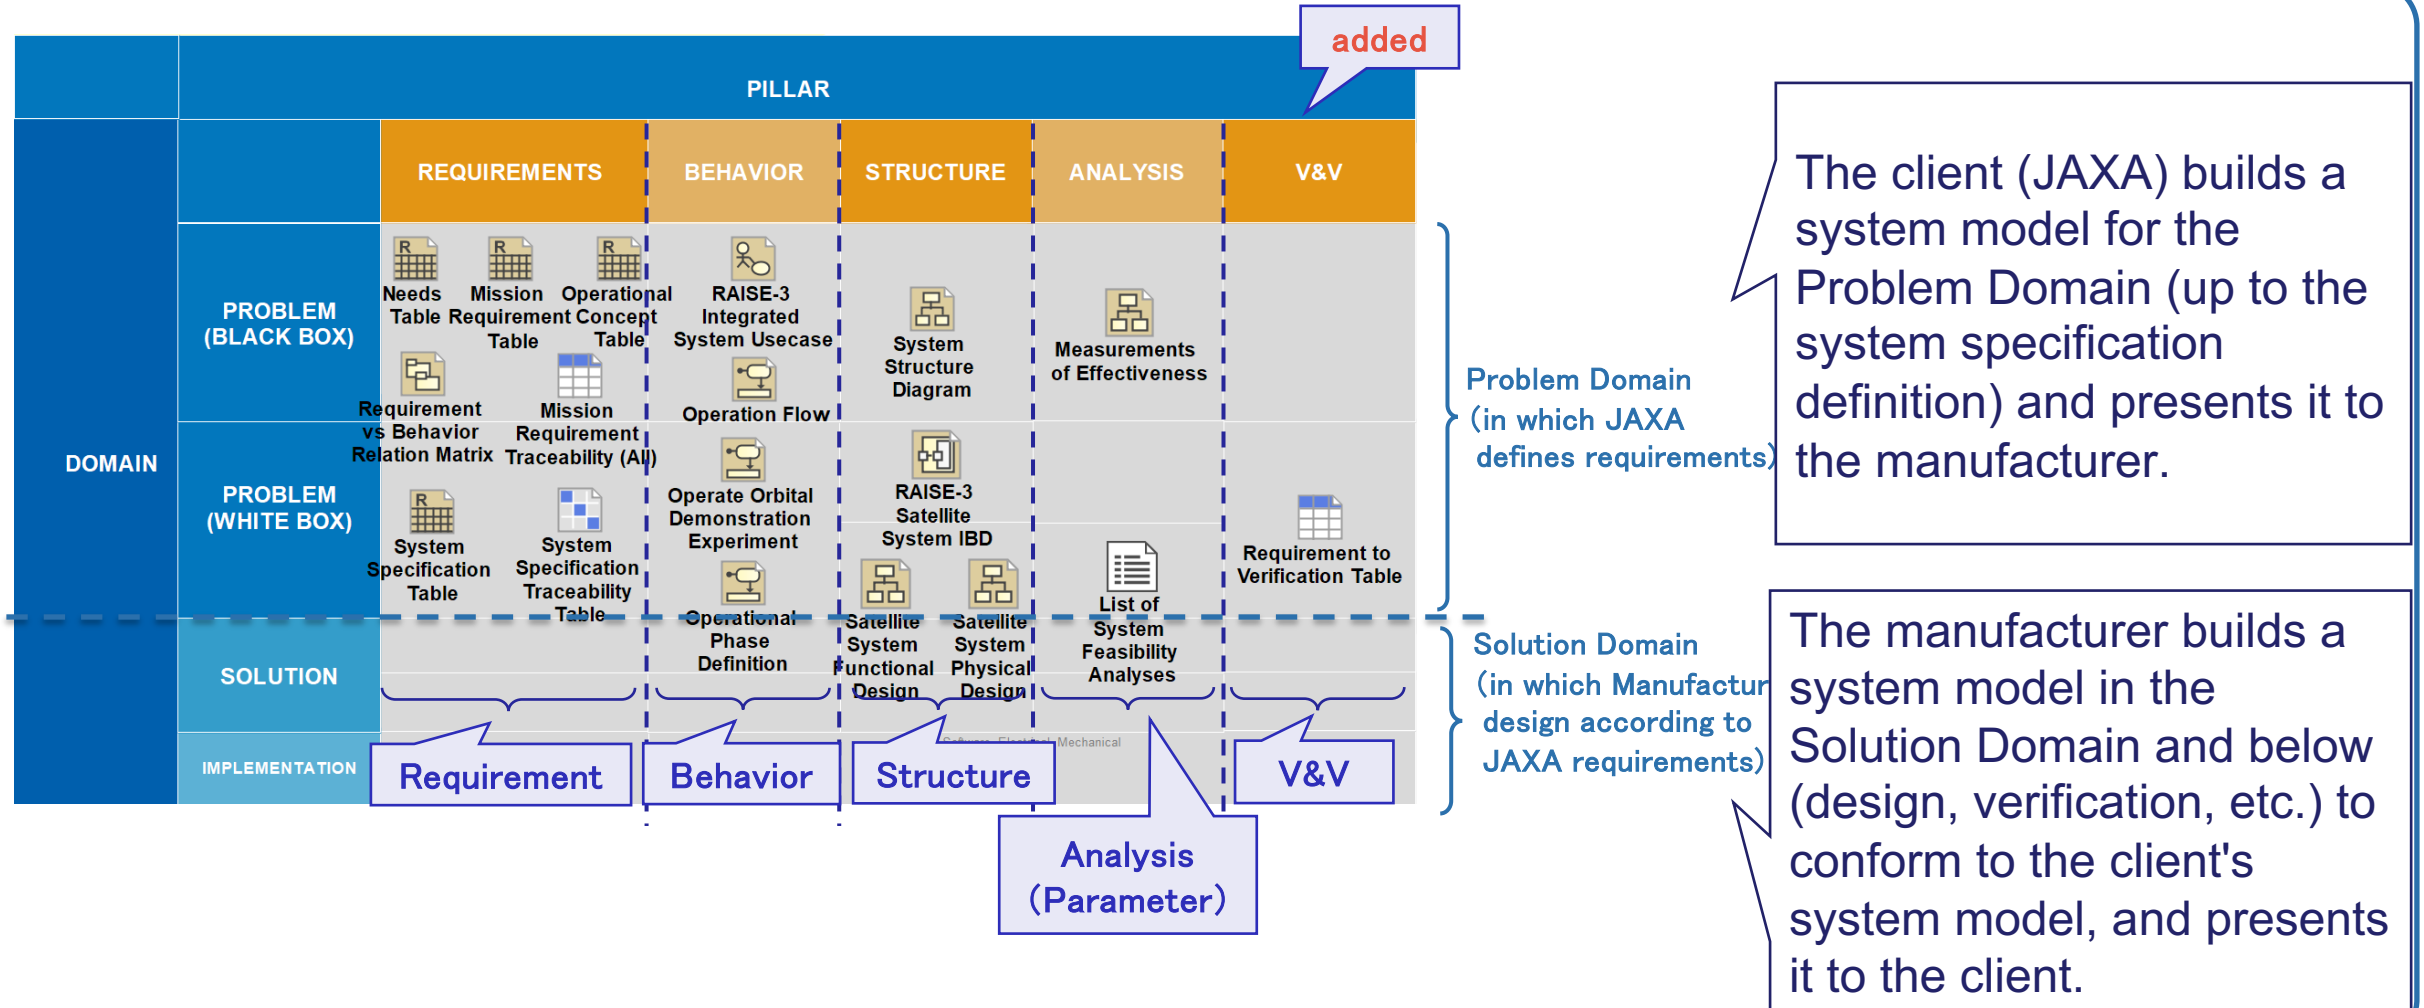 added
PILLAR
REQUIREMENTS
BEHAVIOR
STRUCTURE
ANALYSIS
V&V
DOMAIN
PROBLEM
(BLACK BOX)
Needs
Table
Mission
Requirement
Table
Operational
Concept
Table
RAISE-3
Integrated
System Usecase
System
Structure
Diagram
Measurements
of Effectiveness
Requirement
vs Behavior
Relation Matrix
Mission
Requirement
Traceability (All)
Operation Flow
PROBLEM
(WHITE BOX)
System
Specification
Table
System
Specification
Traceability
Table
Operate Orbital
Demonstration
Experiment
Operational
Phase
Definition
RAISE-3
Satellite
System IBD
Satellite
System
Functional
Design
Satellite
System
Physical
Design
List of
System
Feasibility
Analyses
Requirement to
Verification Table
SOLUTION
IMPLEMENTATION
Software, Electrical, Mechanical
Requirement
Behavior
Structure
Analysis
(Parameter)
V&V
Problem Domain
(in which JAXA
defines requirements)
Solution Domain
(in which Manufactur
design according to
JAXA requirements)
The client (JAXA) builds a
system model for the
Problem Domain (up to the
system specification
definition) and presents it to
the manufacturer.
The manufacturer builds a
system model in the
Solution Domain and below
(design, verification, etc.) to
conform to the client's
system model, and presents
it to the client.